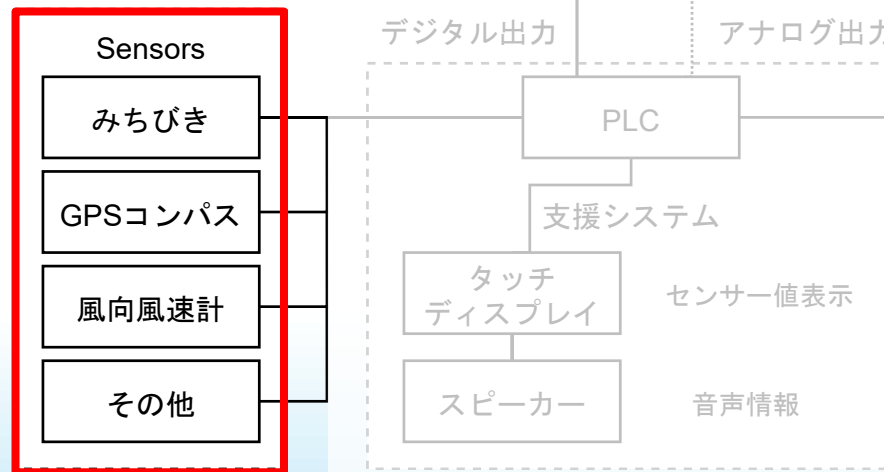 Sensors
みちびき
GPSコンパス
風向風速計
その他
デジタル出力
アナログ出力
PLC
支援システム
タッチ
ディスプレイ
センサー値表示
スピーカー
音声情報